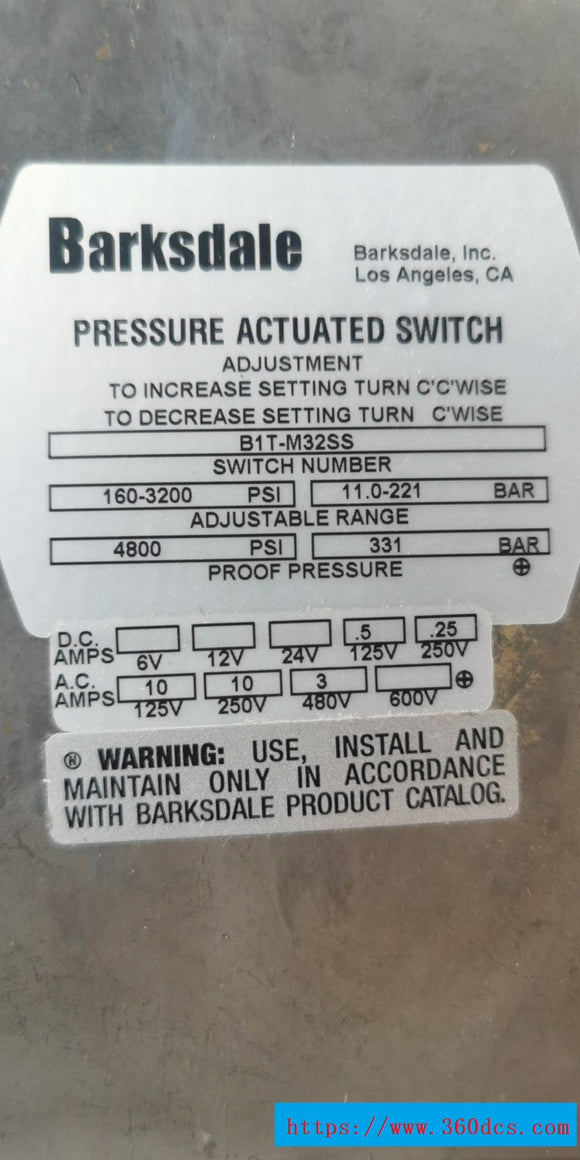 Barksdale
Barksdale, Inc.
Los Angeles, CA
PRESSURE ACTUATED SWITCH
ADJUSTMENT
TO INCREASE SETTING TURN C'C'WISE
TO DECREASE SETTING TURN C'WISE
B1T-M32SS
SWITCH NUMBER
160-3200 PSI 11.0-221 BAR
ADJUSTABLE RANGE
4800 PSI 331 BAR
PROOF PRESSURE
D.C. AMPS .5 .25
6V 12V 24V 125V 250V
A.C. AMPS 10 10 3
125V 250V 480V 600V
WARNING: USE, INSTALL AND
MAINTAIN ONLY IN ACCORDANCE
WITH BARKSDALE PRODUCT CATALOG.
https://www.360dcs.com